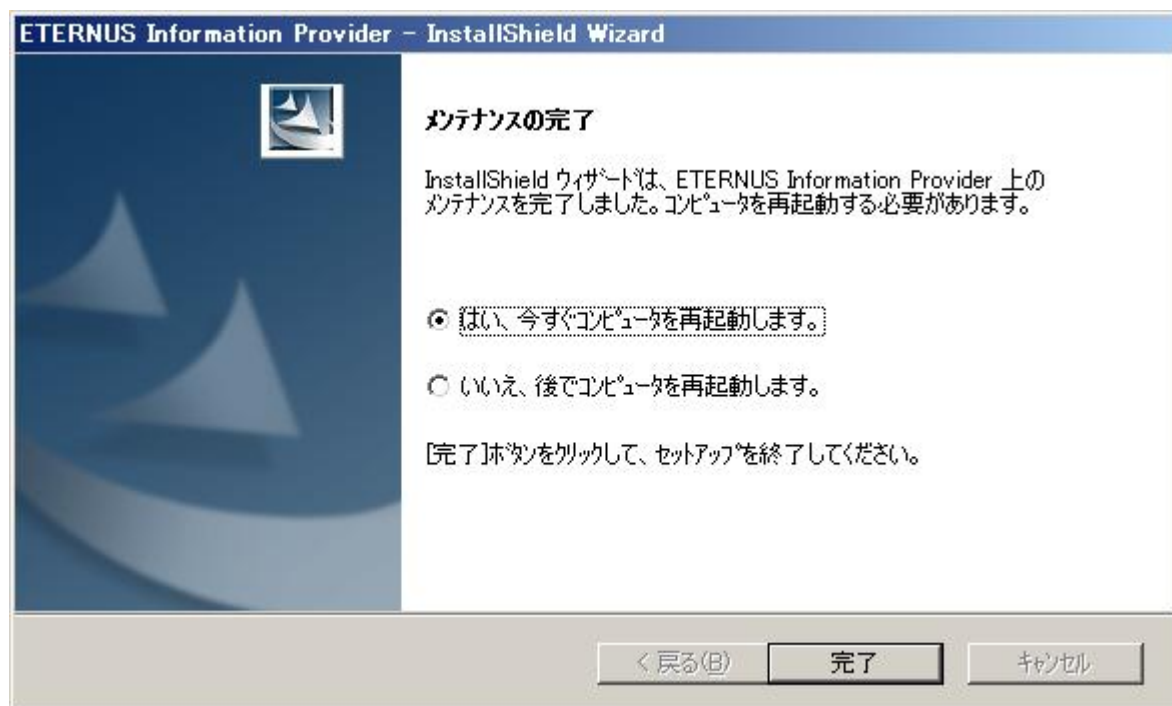 ETERNUS Information Provider - InstallShield Wizard
ﾒﾝﾃﾅﾝｽの完了
InstallShield ｳｨｻﾞｰﾄﾞは、ETERNUS Information Provider 上の
ﾒﾝﾃﾅﾝｽを完了しました。ｺﾝﾋﾟｭｰﾀを再起動する必要があります。
はい、今すぐｺﾝﾋﾟｭｰﾀを再起動します。
いいえ、後でｺﾝﾋﾟｭｰﾀを再起動します。
[完了]ﾎﾞﾀﾝをｸﾘｯｸして、ｾｯﾄｱｯﾌﾟを終了してください。
< 戻る(B)
完了
ｷｬﾝｾﾙ